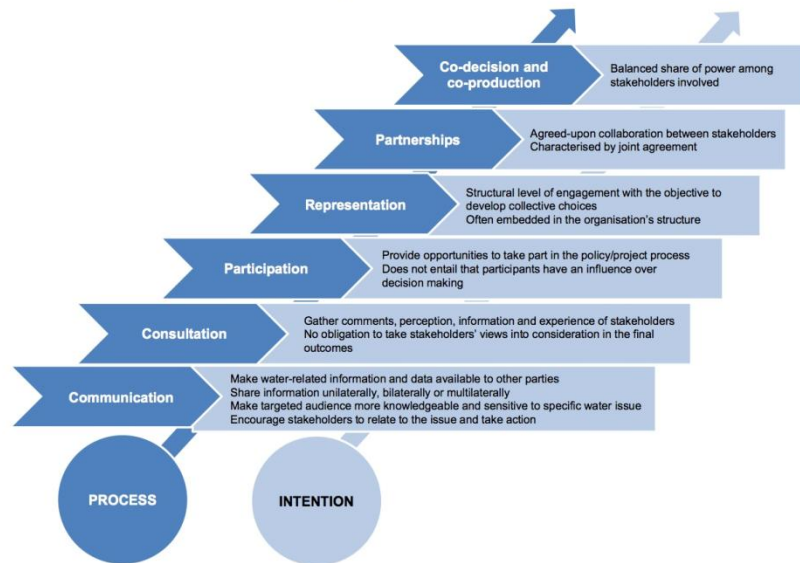 Co-decision and
co-production
Balanced share of power among
stakeholders involved
Partnerships
Agreed-upon collaboration between stakeholders
Characterised by joint agreement
Representation
Structural level of engagement with the objective to
develop collective choices
Often embedded in the organisation's structure
Participation
Provide opportunities to take part in the policy/project process
Does not entail that participants have an influence over
decision making
Consultation
Gather comments, perception, information and experience of stakeholders
No obligation to take stakeholders' views into consideration in the final
outcomes
Communication
Make water-related information and data available to other parties
Share information unilaterally, bilaterally or multilaterally
Make targeted audience more knowledgeable and sensitive to specific water issue
Encourage stakeholders to relate to the issue and take action
PROCESS
INTENTION